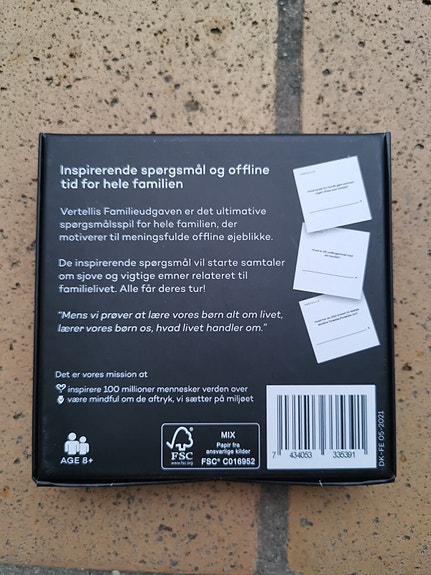 Inspirerende spørgsmål og offline
tid for hele familien
Vertellis Familieudgaven er det ultimative
spørgsmålsspil for hele familien, der
motiverer til meningsfulde offline øjeblikke.
De inspirerende spørgsmål vil starte samtaler
om sjove og vigtige emner relateret til
familielivet. Alle får deres tur!
"Mens vi prøver at lære vores børn alt om livet,
lærer vores børn os, hvad livet handler om."
Det er vores mission at
inspirere 100 millioner mennesker verden over
være mindful om de aftryk, vi sætter på miljøet
AGE 8+
FSC
www.fsc.org
MIX
Papir fra
ansvarlige kilder
FSC® C016952
7 434053 335391
DK-FE 05-2021